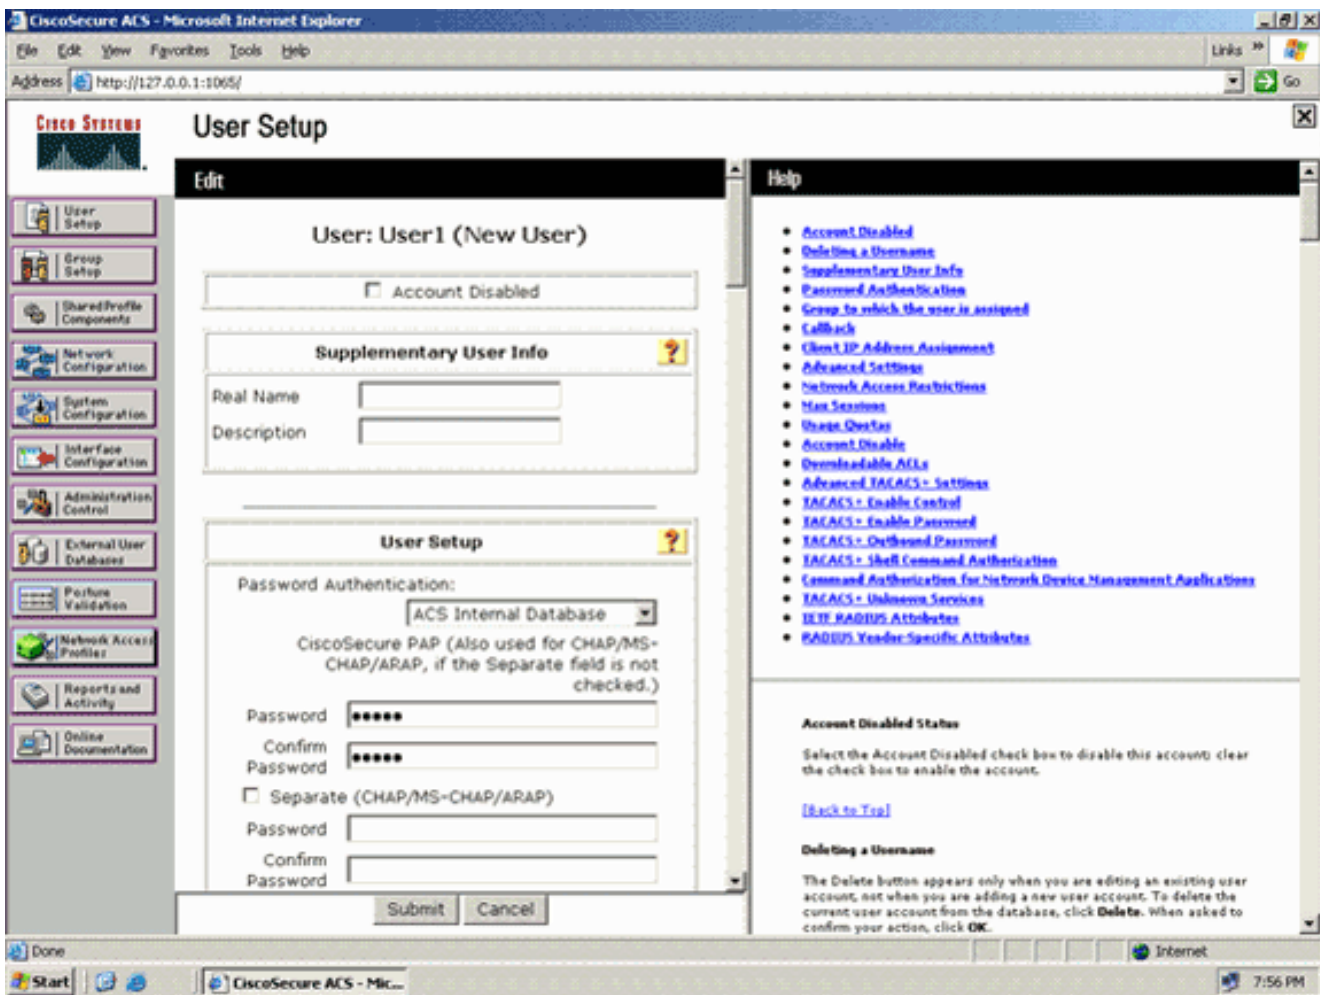 CiscoSecure ACS - Microsoft Internet Explorer
File Edit View Favorites Tools Help
Links »
Address http://127.0.0.1:1065/
Go
CISCO SYSTEMS
User Setup
Edit
User: User1 (New User)
Account Disabled
Supplementary User Info
Real Name
Description
User Setup
Password Authentication:
ACS Internal Database
CiscoSecure PAP (Also used for CHAP/MS-
CHAP/ARAP, if the Separate field is not
checked.)
Password •••••
Confirm
Password •••••
Separate (CHAP/MS-CHAP/ARAP)
Password
Confirm
Password
Submit Cancel
User
Setup
Group
Setup
Shared Profile
Components
Network
Configuration
System
Configuration
Interface
Configuration
Administration
Control
External User
Databases
Posture
Validation
Network Access
Profiles
Reports and
Activity
Online
Documentation
Help
Account Disabled
Deleting a Username
Supplementary User Info
Password Authentication
Group to which the user is assigned
Callback
Client IP Address Assignment
Advanced Settings
Network Access Restrictions
Max Sessions
Usage Quotas
Account Disable
Downloadable ACLs
Advanced TACACS+ Settings
TACACS+ Enable Control
TACACS+ Enable Password
TACACS+ Outbound Password
TACACS+ Shell Command Authorization
Command Authorization for Network Device Management Applications
TACACS+ Unknown Services
IETF RADIUS Attributes
RADIUS Vendor-Specific Attributes
Account Disabled Status
Select the Account Disabled check box to disable this account; clear
the check box to enable the account.
[Back to Top]
Deleting a Username
The Delete button appears only when you are editing an existing user
account, not when you are adding a new user account. To delete the
current user account from the database, click Delete. When asked to
confirm your action, click OK.
Done
Internet
Start
CiscoSecure ACS - Mic...
7:56 PM